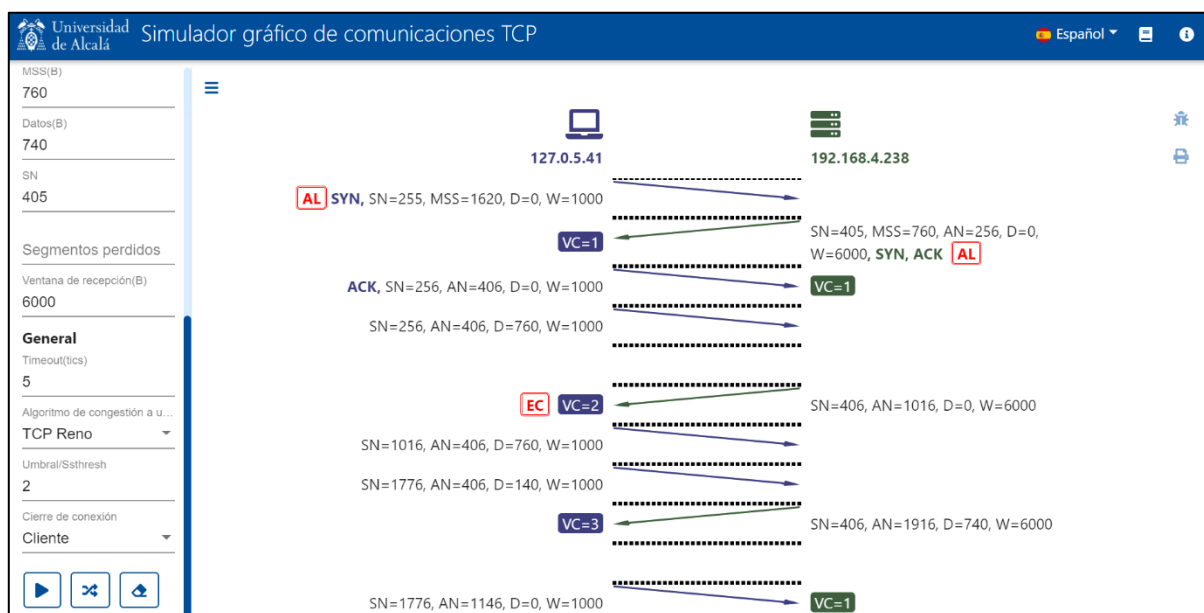 Universidad de Alcalá
Simulador gráfico de comunicaciones TCP
Español
MSS(B)
760
Datos(B)
740
SN
405
Segmentos perdidos
Ventana de recepción(B)
6000
General
Timeout(tics)
5
Algoritmo de congestión a u...
TCP Reno
Umbral/Ssthresh
2
Cierre de conexión
Cliente
127.0.5.41
192.168.4.238
AL SYN, SN=255, MSS=1620, D=0, W=1000
VC=1
SN=405, MSS=760, AN=256, D=0,
W=6000, SYN, ACK AL
ACK, SN=256, AN=406, D=0, W=1000
VC=1
SN=256, AN=406, D=760, W=1000
EC VC=2
SN=406, AN=1016, D=0, W=6000
SN=1016, AN=406, D=760, W=1000
SN=1776, AN=406, D=140, W=1000
VC=3
SN=406, AN=1916, D=740, W=6000
SN=1776, AN=1146, D=0, W=1000
VC=1